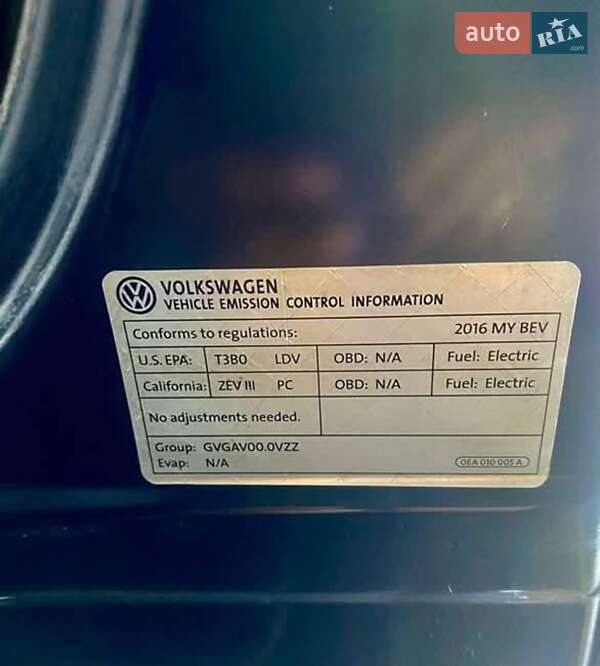 auto RIA .com
VOLKSWAGEN
VEHICLE EMISSION CONTROL INFORMATION
Conforms to regulations: 2016 MY BEV
U.S. EPA: T3B0 LDV OBD: N/A Fuel: Electric
California: ZEV III PC OBD: N/A Fuel: Electric
No adjustments needed.
Group: GVGAV00.0VZZ
Evap: N/A 0EA 010 005 A